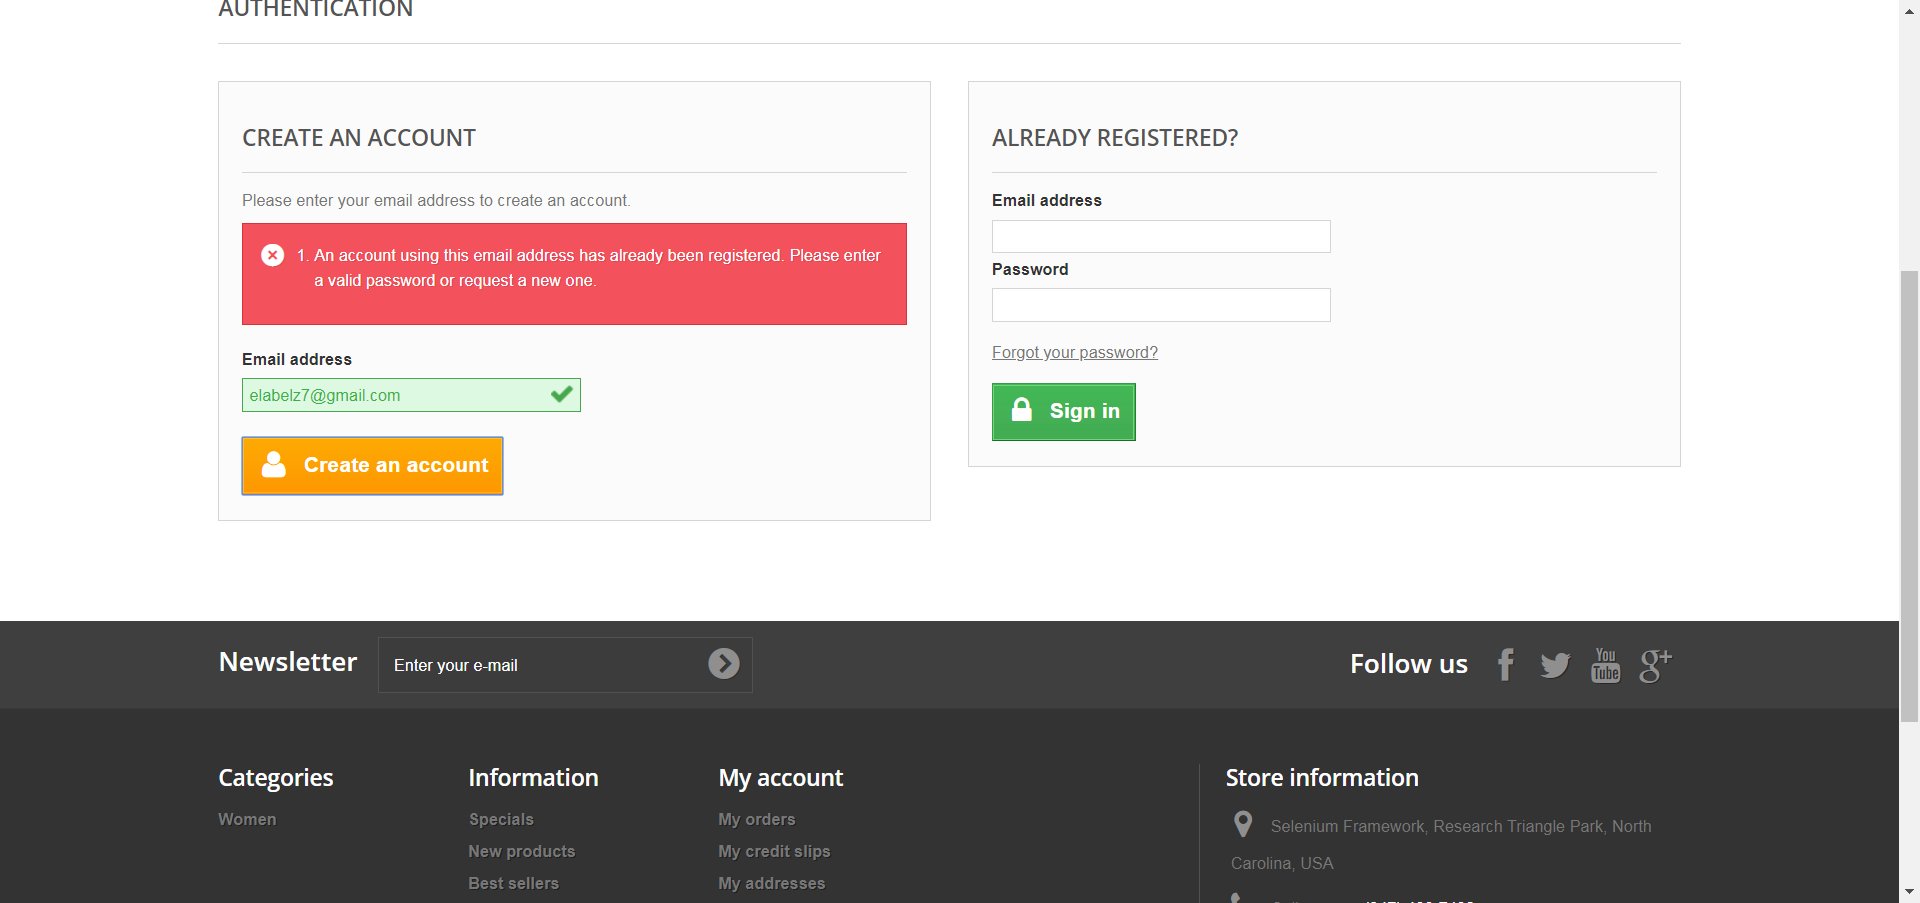 AUTHENTICATION
CREATE AN ACCOUNT
Please enter your email address to create an account.
1. An account using this email address has already been registered. Please enter
a valid password or request a new one.
Email address
elabelz7@gmail.com
Create an account
ALREADY REGISTERED?
Email address
Password
Forgot your password?
Sign in
Newsletter
Enter your e-mail
Follow us
You
Tube
g+
Categories
Women
Information
Specials
New products
Best sellers
My account
My orders
My credit slips
My addresses
Store information
Selenium Framework, Research Triangle Park, North
Carolina, USA